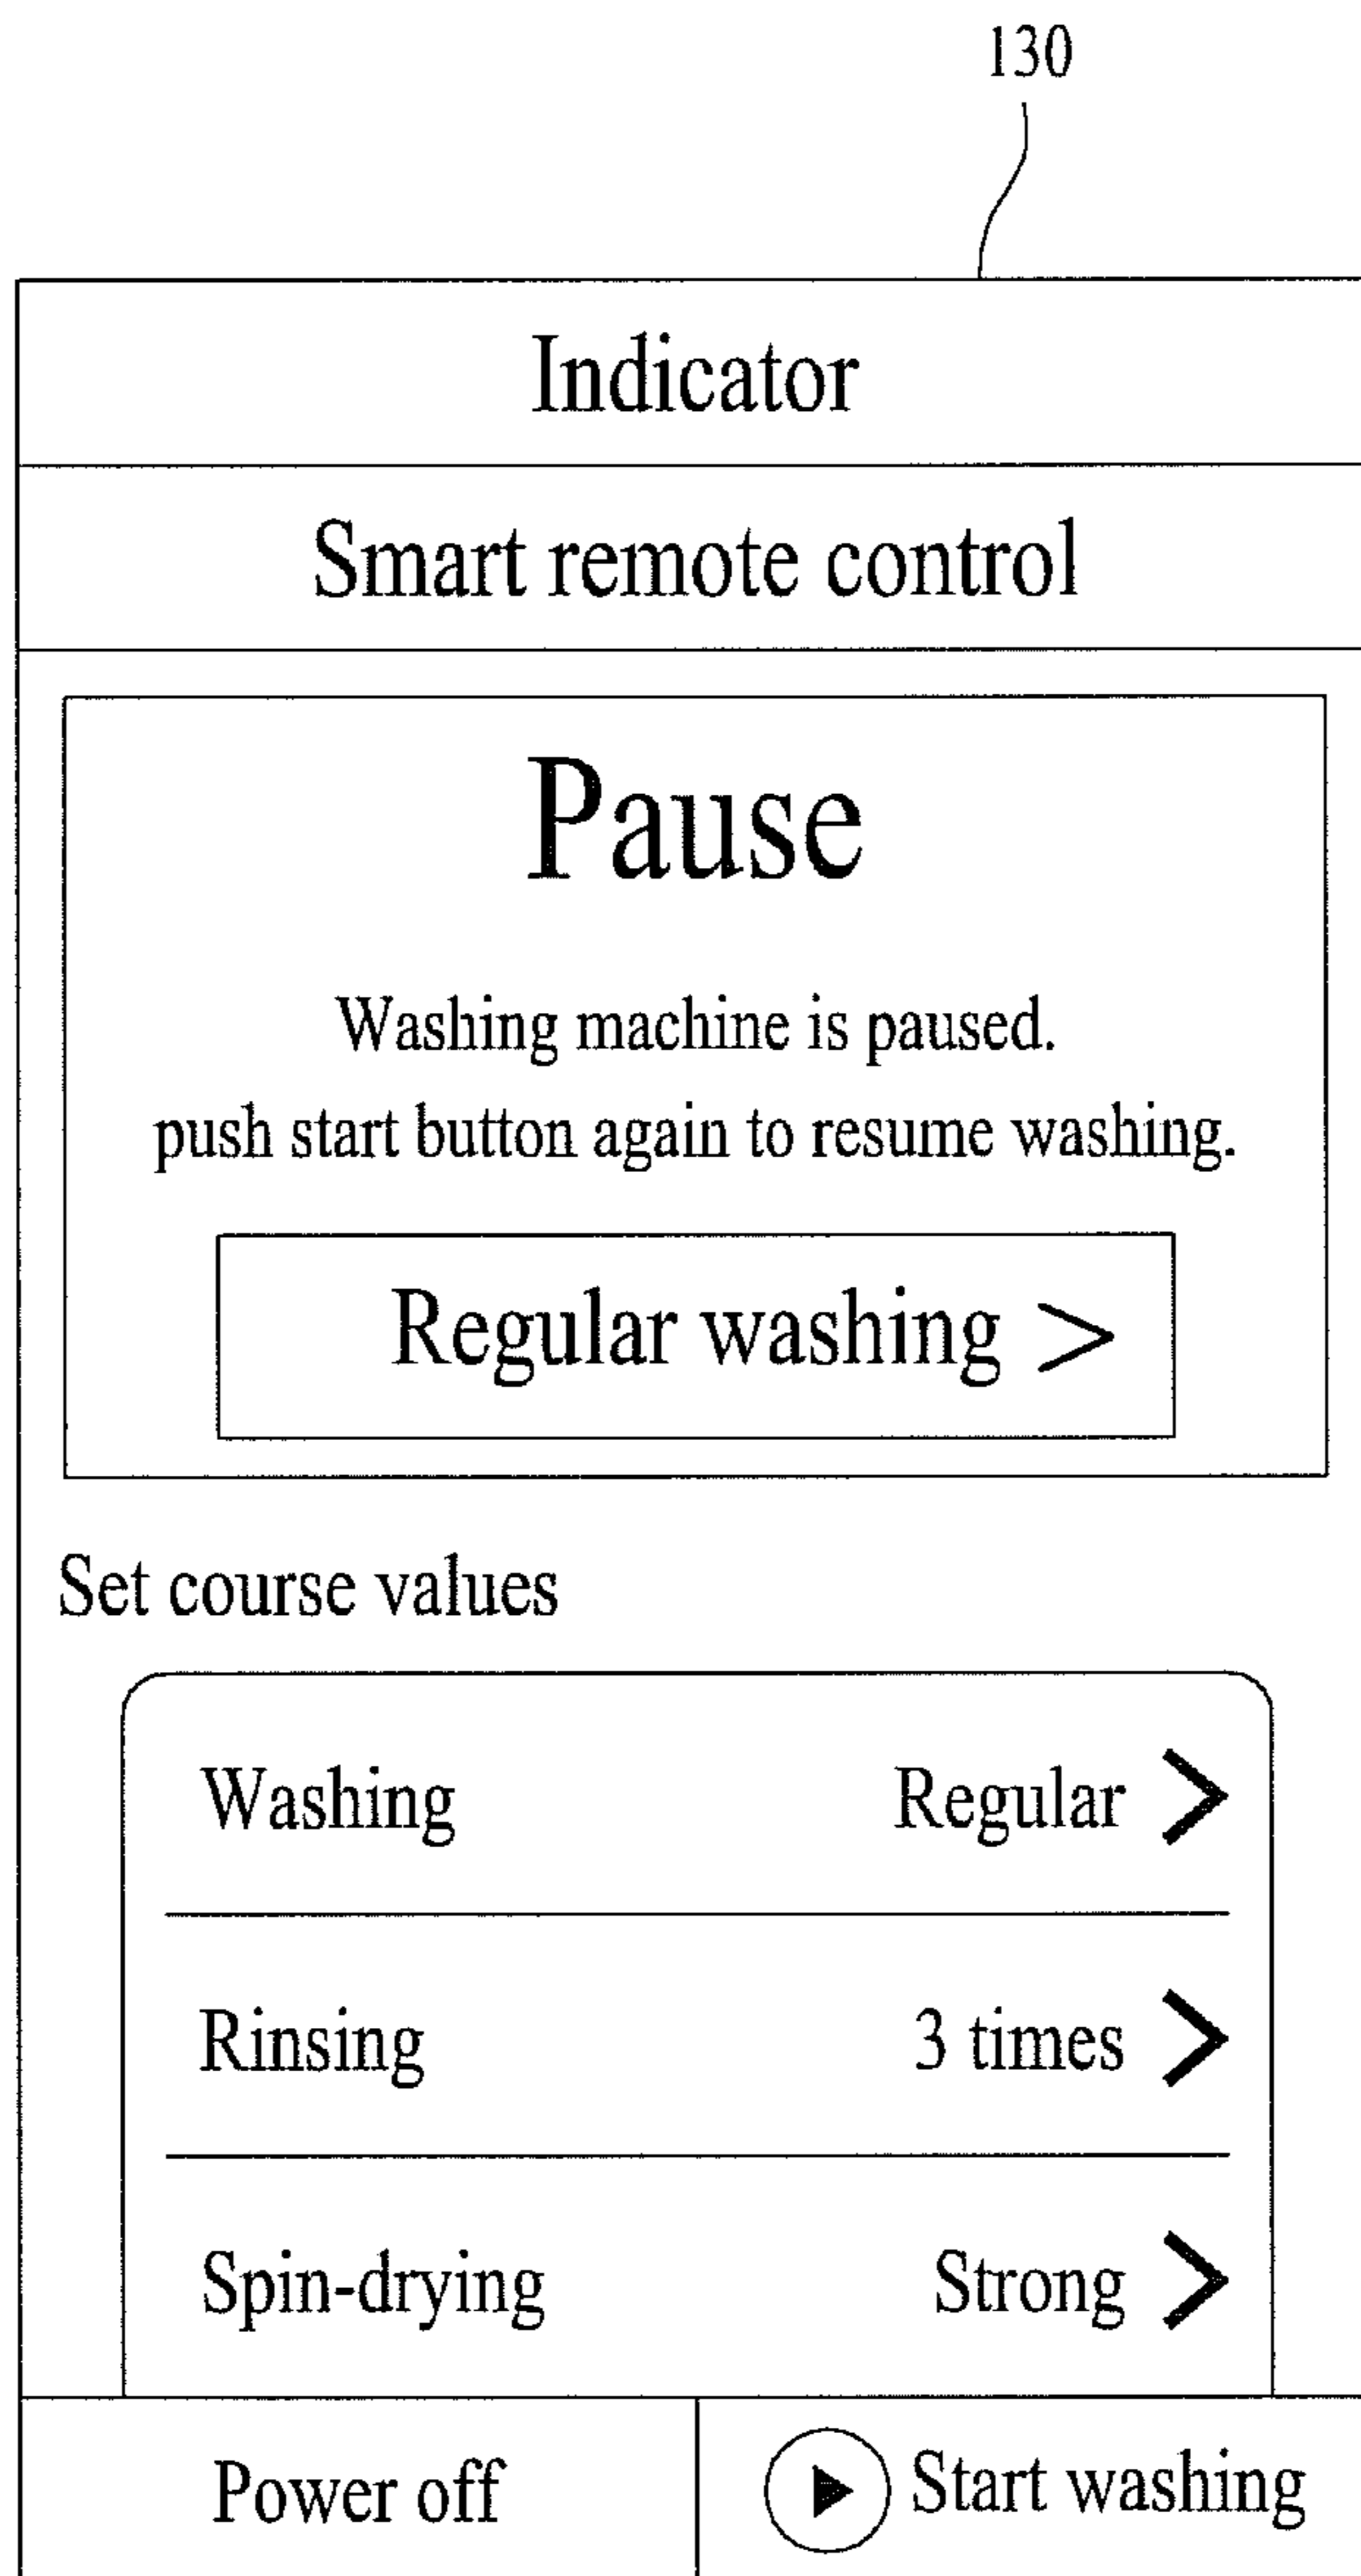 130
Indicator
Smart remote control
Pause
Washing machine is paused.
push start button again to resume washing.
Regular washing >
Set course values
Washing Regular >
Rinsing 3 times >
Spin-drying Strong >
Power off Start washing